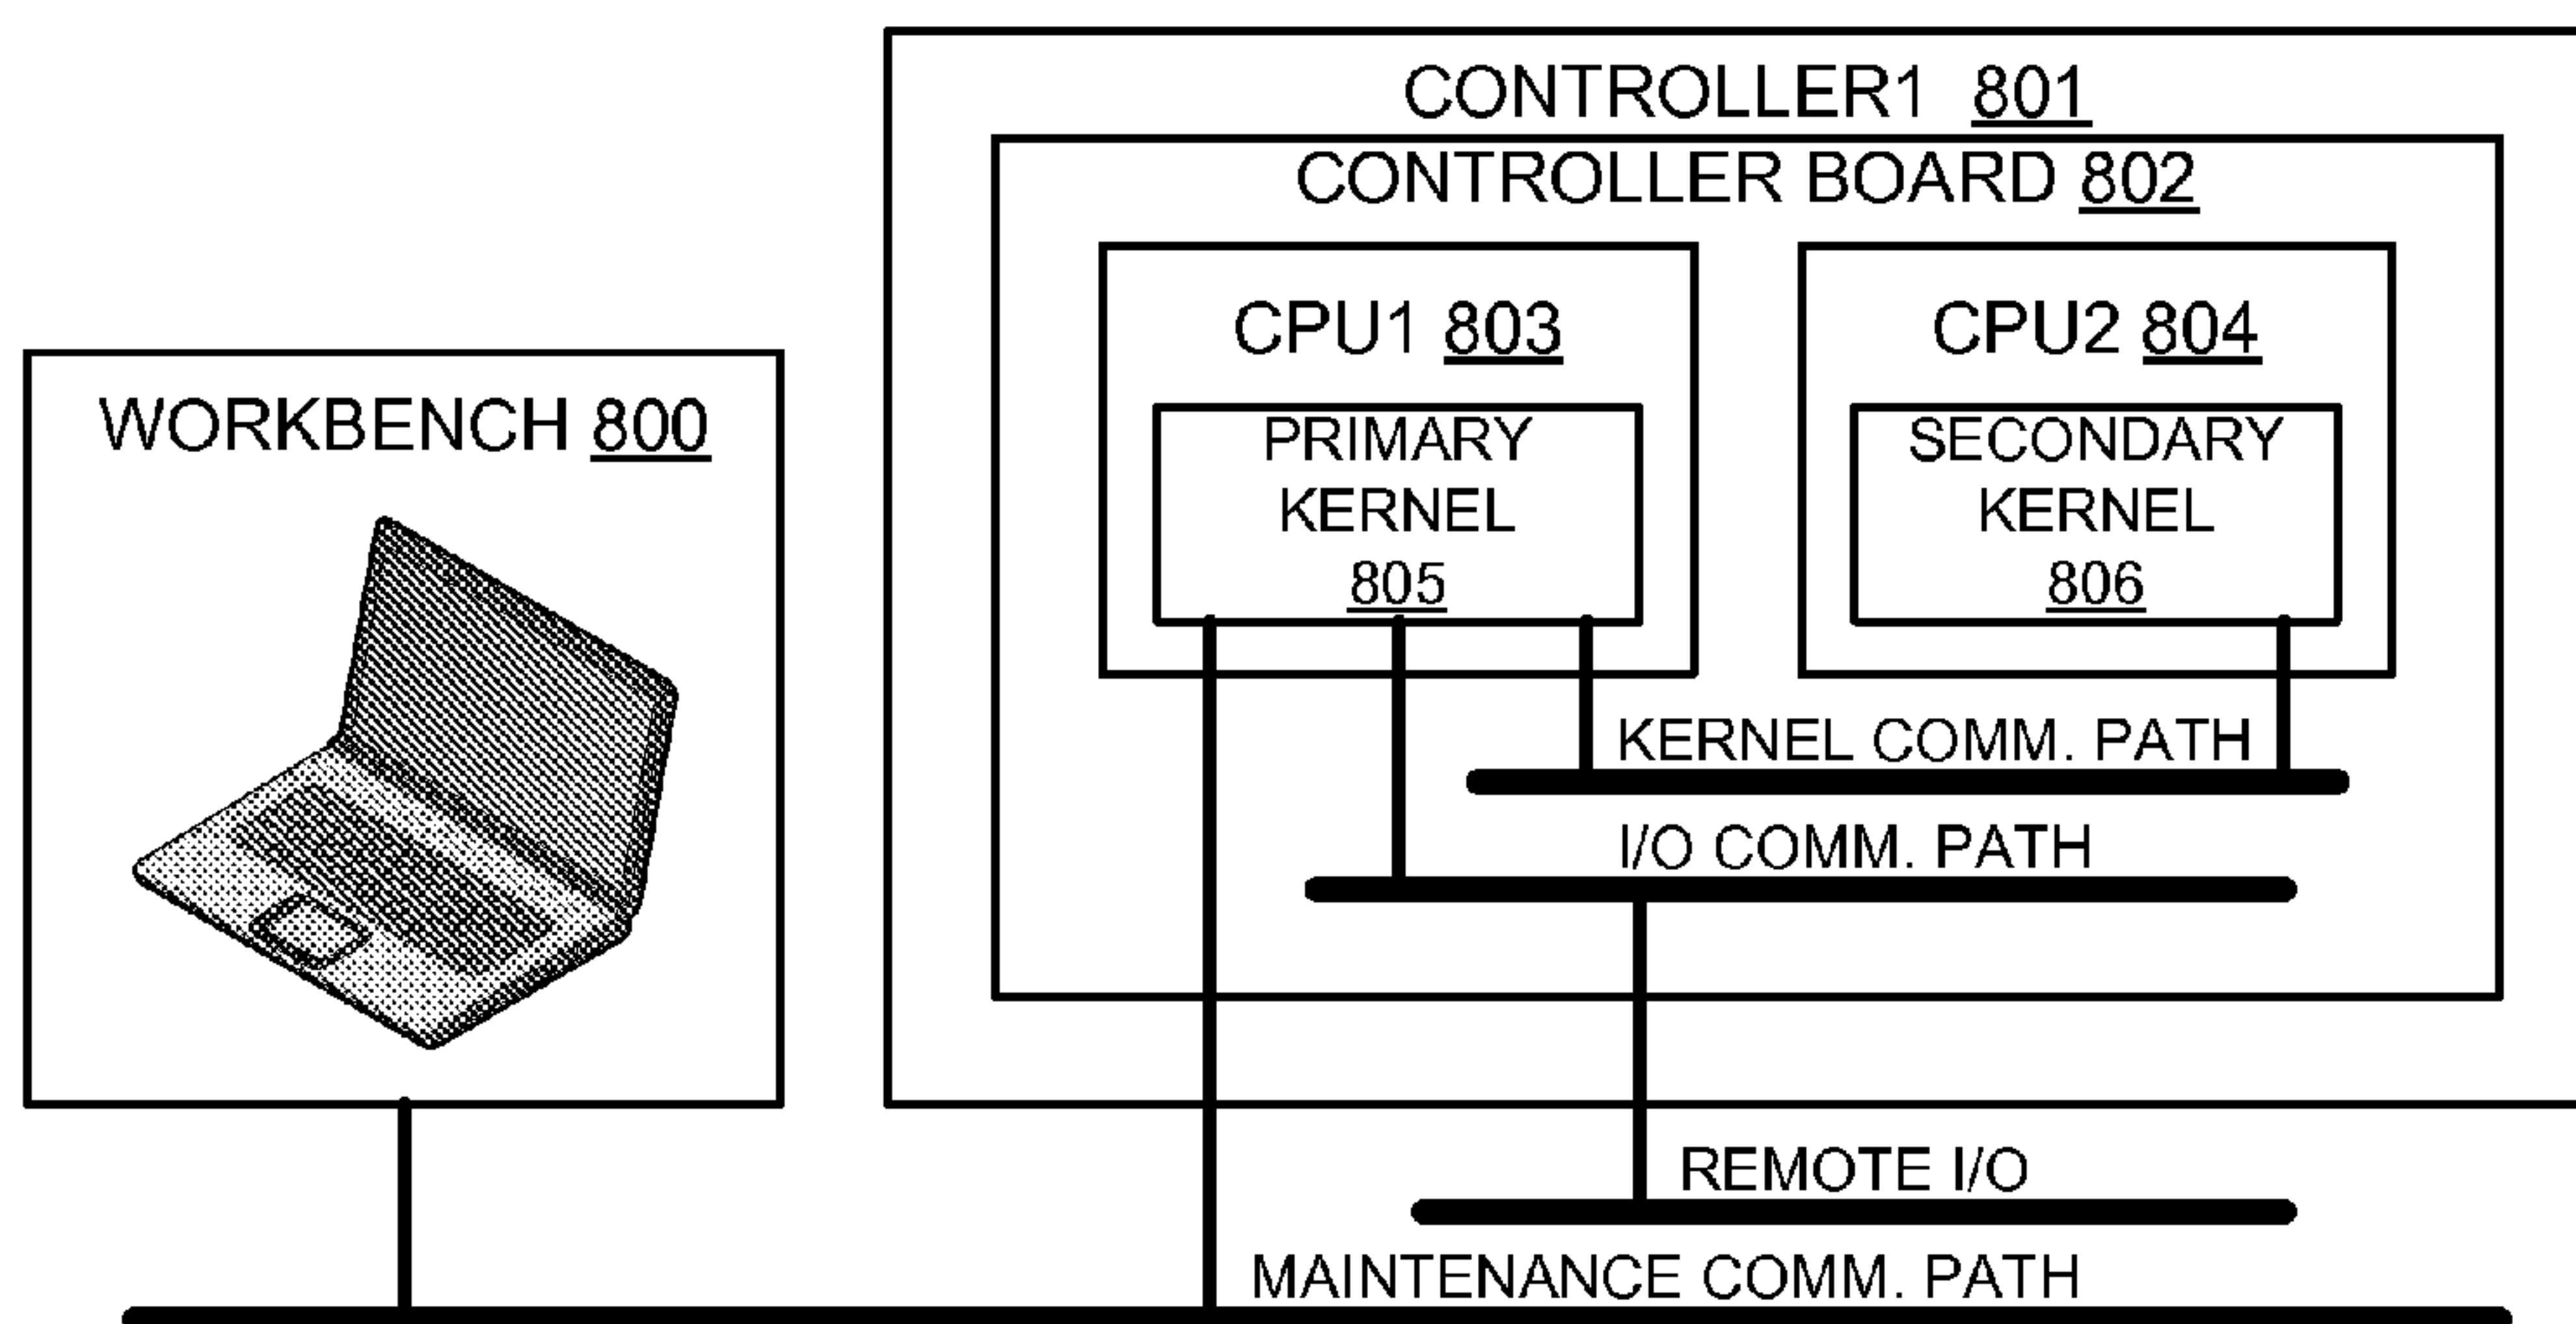 CONTROLLER1 801
CONTROLLER BOARD 802
CPU1 803
CPU2 804
WORKBENCH 800
PRIMARY
KERNEL
805
SECONDARY
KERNEL
806
KERNEL COMM. PATH
I/O COMM. PATH
REMOTE I/O
MAINTENANCE COMM. PATH